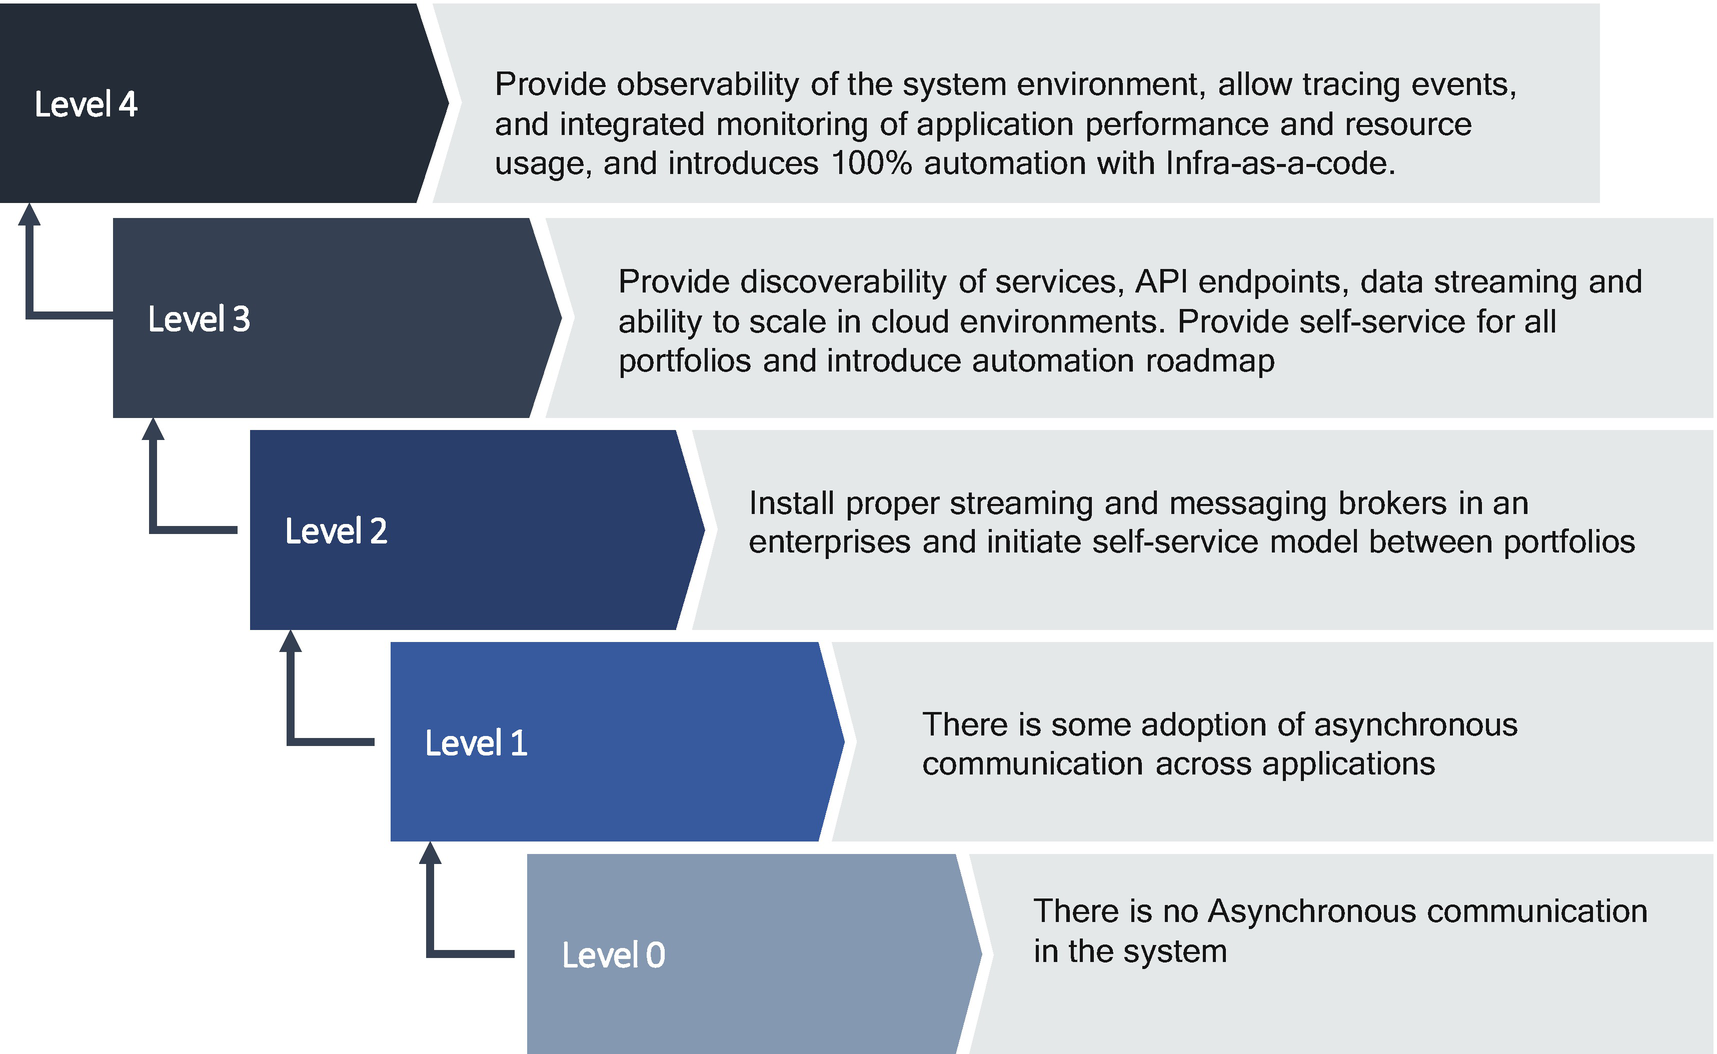 Level 4
Provide observability of the system environment, allow tracing events,
and integrated monitoring of application performance and resource
usage, and introduces 100% automation with Infra-as-a-code.
Level 3
Provide discoverability of services, API endpoints, data streaming and
ability to scale in cloud environments. Provide self-service for all
portfolios and introduce automation roadmap
Level 2
Install proper streaming and messaging brokers in an
enterprises and initiate self-service model between portfolios
Level 1
There is some adoption of asynchronous
communication across applications
Level 0
There is no Asynchronous communication
in the system